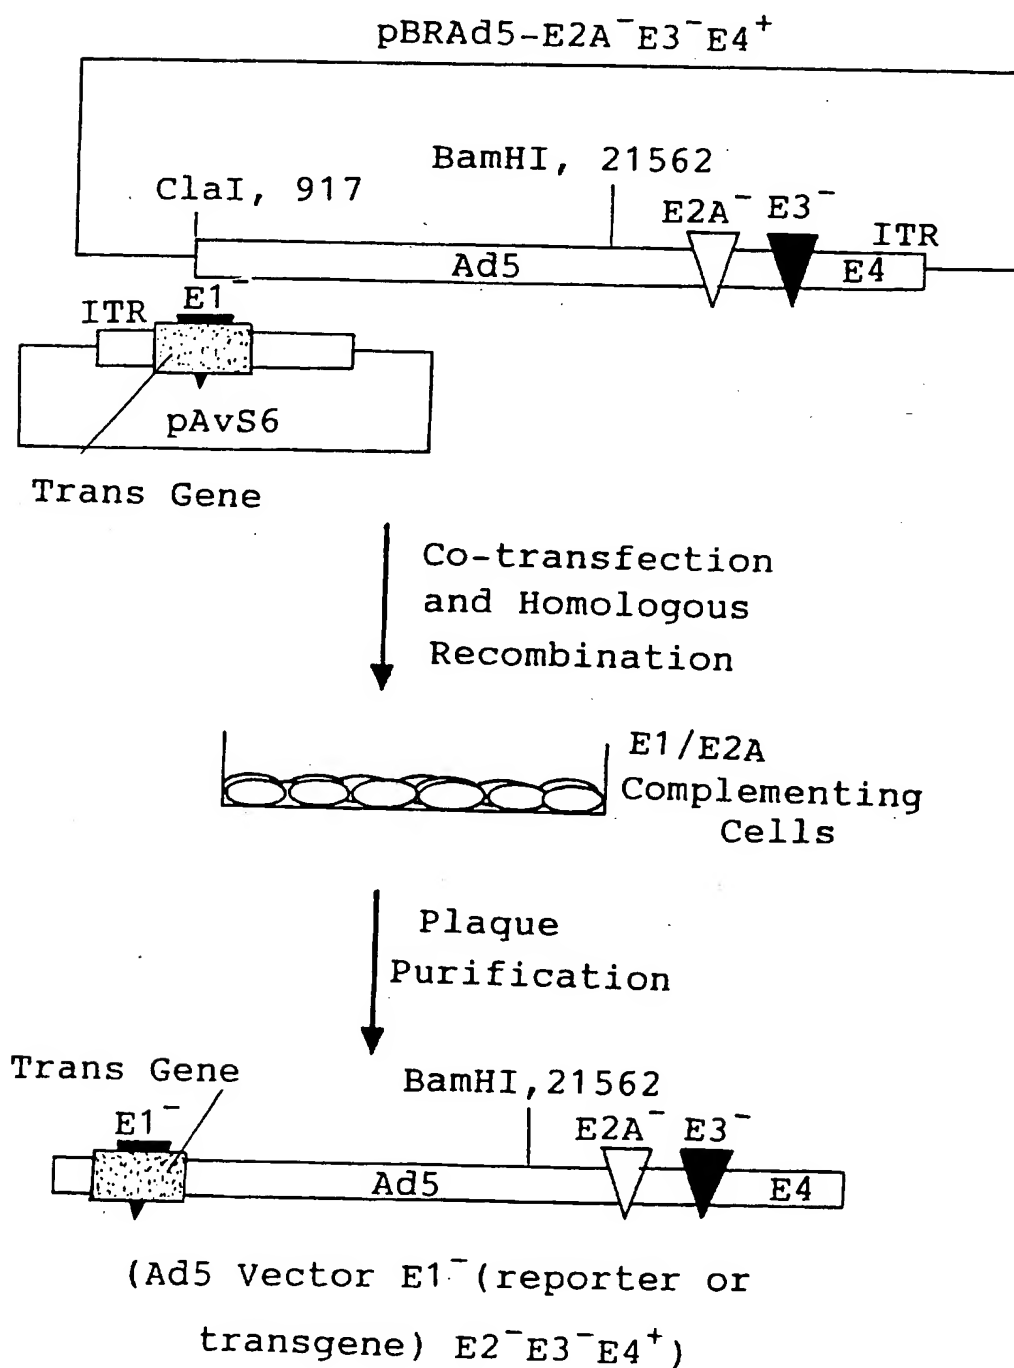 pBRAd5-E2A⁻E3⁻E4⁺
BamHI, 21562
ClaI, 917
E2A⁻ E3⁻
ITR
Ad5
E4
E1⁻
ITR
pAvS6
Trans Gene
Co-transfection
and Homologous
Recombination
E1/E2A
Complementing
Cells
Plaque
Purification
Trans Gene
BamHI,21562
E1⁻
E2A⁻ E3⁻
Ad5
E4
(Ad5 Vector E1⁻(reporter or
transgene) E2⁻E3⁻E4⁺)